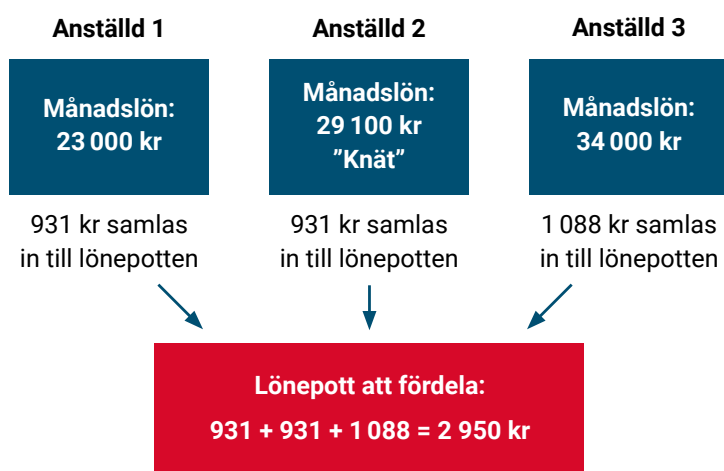 Anställd 1
Månadslön:
23 000 kr
931 kr samlas
in till lönepotten
Anställd 2
Månadslön:
29 100 kr
”Knät”
931 kr samlas
in till lönepotten
Anställd 3
Månadslön:
34 000 kr
1 088 kr samlas
in till lönepotten
Lönepott att fördela:
931 + 931 + 1 088 = 2 950 kr